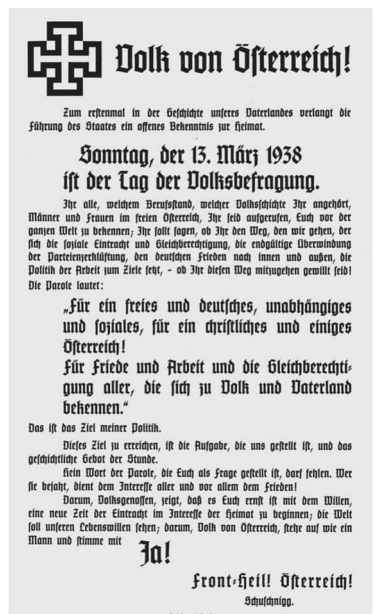 Volk von Österreich!
Zum erstenmal in der Geschichte unseres Vaterlandes verlangt die
Führung des Staates ein offenes Bekenntnis zur Heimat.
Sonntag, der 13. März 1938
ist der Tag der Volksbefragung.
Ihr alle, welchem Berufsstand, welcher Volksschichte Ihr angehört,
Männer und Frauen im freien Österreich, Ihr seid aufgerufen, Euch vor der
ganzen Welt zu bekennen; Ihr sollt sagen, ob Ihr den Weg, den wir gehen, der
sich die soziale Eintracht und Gleichberechtigung, die endgültige Überwindung
der Parteienzerklüftung, den deutschen Frieden nach innen und außen, die
Politik der Arbeit zum Ziele setzt, - ob Ihr diesen Weg mitzugehen gewillt seid!
Die Parole lautet:
„Für ein freies und deutsches, unabhängiges
und soziales, für ein christliches und einiges
Österreich!
Für Friede und Arbeit und die Gleichberechti-
gung aller, die sich zu Volk und Vaterland
bekennen.“
Das ist das Ziel meiner Politik.
Dieses Ziel zu erreichen, ist die Aufgabe, die uns gestellt ist, und das
geschichtliche Gebot der Stunde.
Kein Wort der Parole, die Euch als Frage gestellt ist, darf fehlen. Wer
sie bejaht, dient dem Interesse aller und vor allem dem Frieden!
Darum, Volksgenossen, zeigt, daß es Euch ernst ist mit dem Willen,
eine neue Zeit der Eintracht im Interesse der Heimat zu beginnen; die Welt
soll unseren Lebenswillen sehen; darum, Volk von Österreich, stehe auf wie ein
Mann und stimme mit
Ja!
Front-Heil! Österreich!
Schuschnigg.